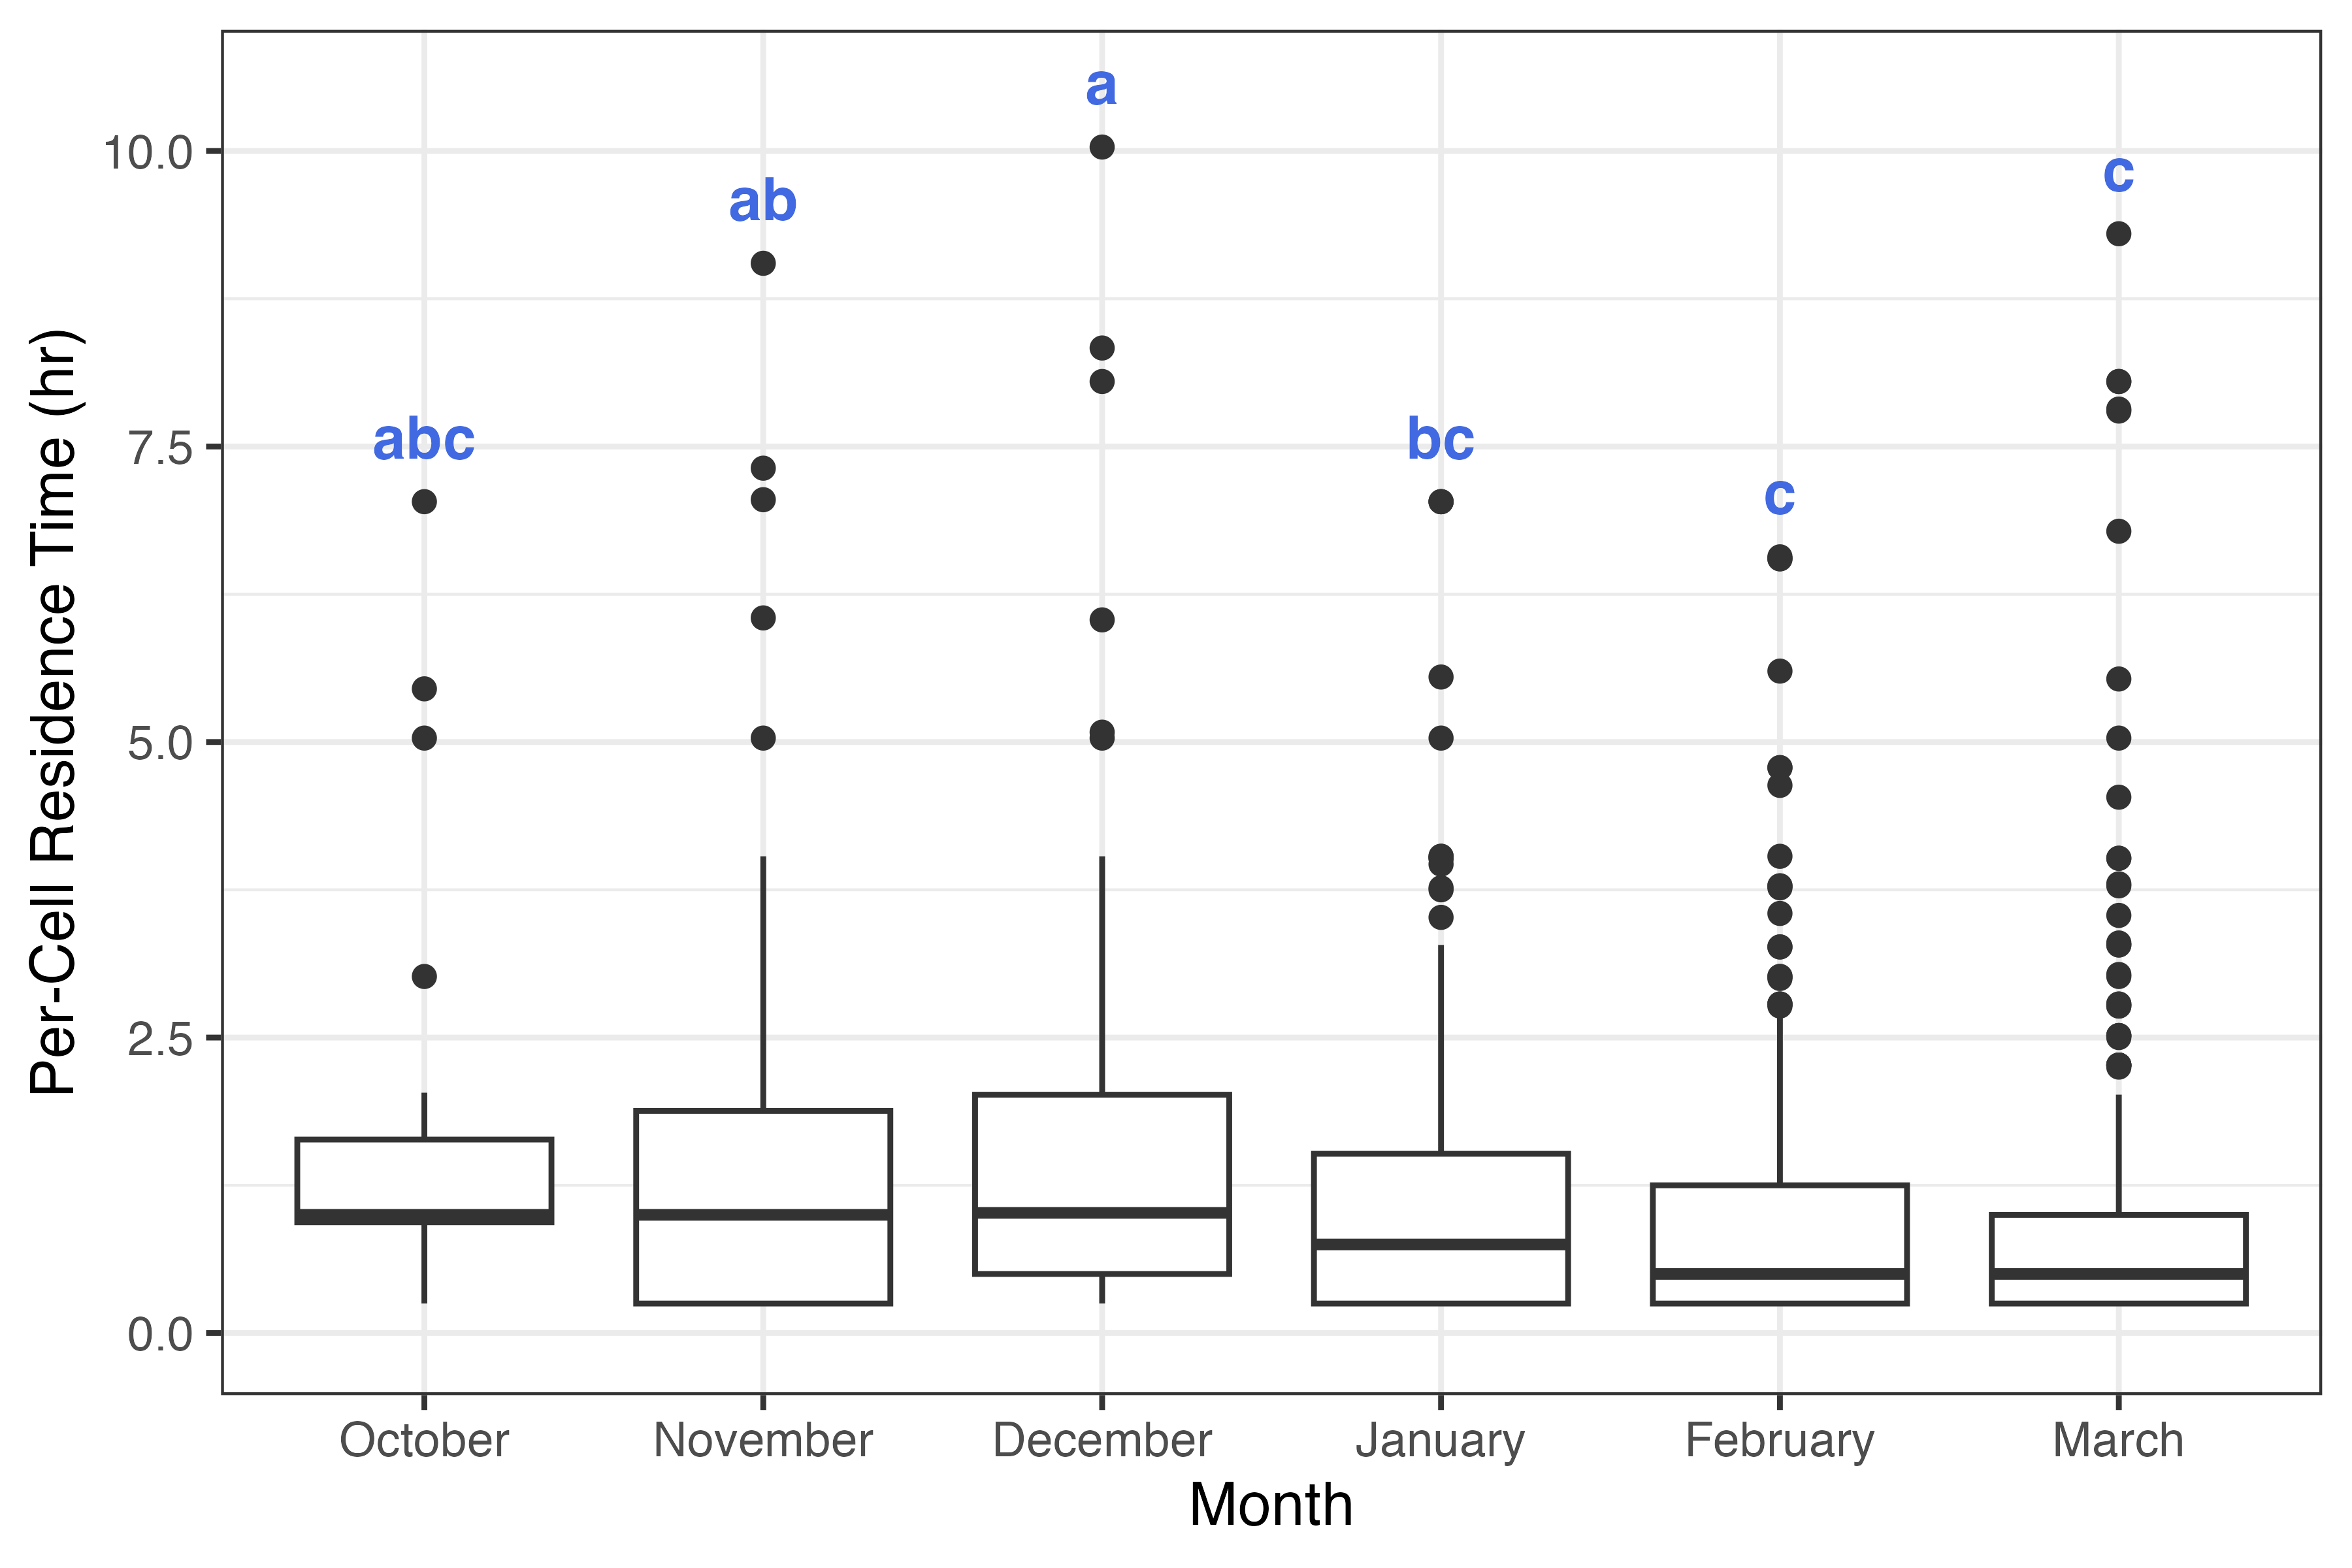 a
10.0
c
ab
abc
bc
7.5
c
5.0
2.5
0.0
Per-Cell Residence Time (hr)
October November December January February March
Month